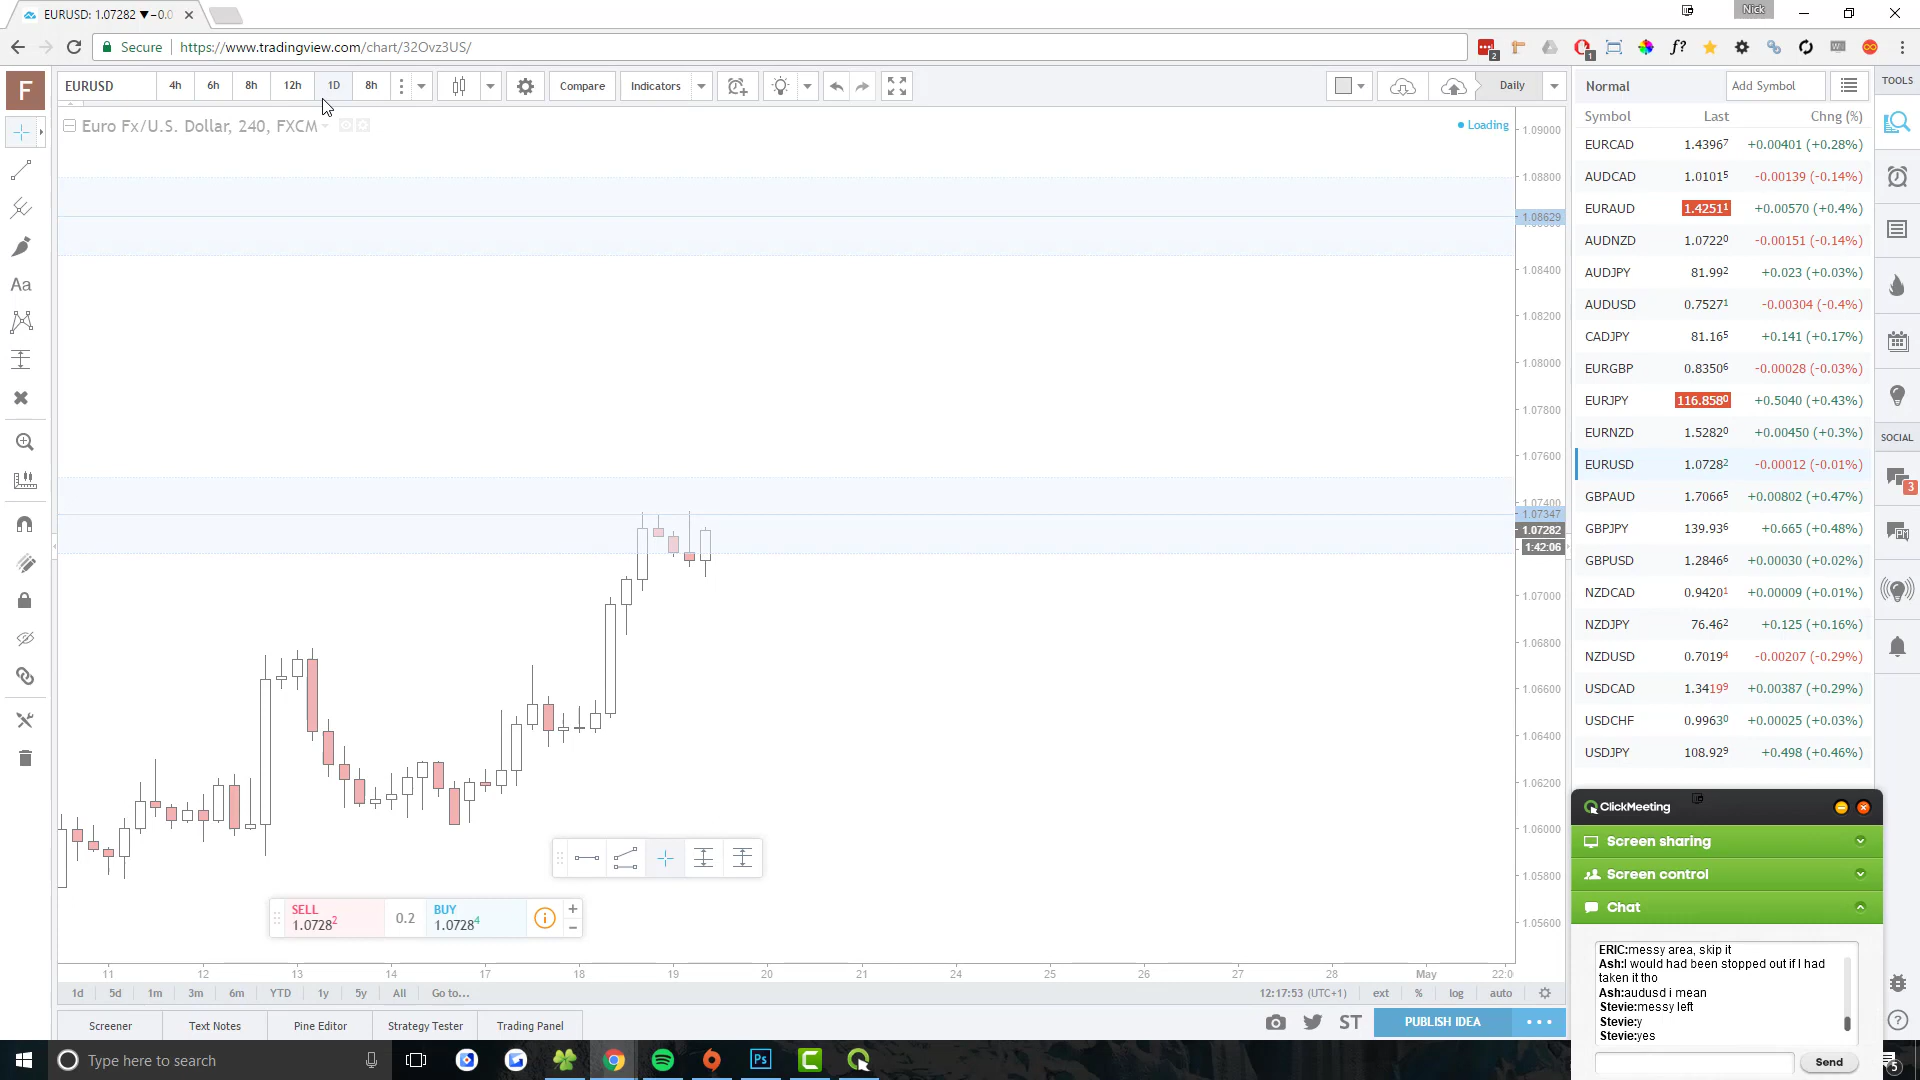 EURUSD: 1.07282 ▼−0.0
Nick
Secure
https://www.tradingview.com/chart/32Ovz3US/
F
EURUSD
4h
6h
8h
12h
1D
8h
Compare
Indicators
Daily
Normal
Add Symbol
TOOLS
Euro Fx/U.S. Dollar, 240, FXCM
Loading
1.09000
1.08800
1.08629
1.08400
1.08200
1.08000
1.07800
1.07600
1.07400
1.07347
1.07282
1:42:06
1.07000
1.06800
1.06600
1.06400
1.06200
1.06000
1.05800
1.05600
Symbol Last Chng (%)
EURCAD 1.43967 +0.00401 (+0.28%)
AUDCAD 1.01015 -0.00139 (-0.14%)
EURAUD 1.42511 +0.00570 (+0.4%)
AUDNZD 1.07220 -0.00151 (-0.14%)
AUDJPY 81.992 +0.023 (+0.03%)
AUDUSD 0.75271 -0.00304 (-0.4%)
CADJPY 81.165 +0.141 (+0.17%)
EURGBP 0.83506 -0.00028 (-0.03%)
EURJPY 116.8580 +0.5040 (+0.43%)
EURNZD 1.52820 +0.00450 (+0.3%)
EURUSD 1.07282 -0.00012 (-0.01%)
GBPAUD 1.70665 +0.00802 (+0.47%)
GBPJPY 139.936 +0.665 (+0.48%)
GBPUSD 1.28466 +0.00030 (+0.02%)
NZDCAD 0.94201 +0.00009 (+0.01%)
NZDJPY 76.462 +0.125 (+0.16%)
NZDUSD 0.70194 -0.00207 (-0.29%)
USDCAD 1.34199 +0.00387 (+0.29%)
USDCHF 0.99630 +0.00025 (+0.03%)
USDJPY 108.929 +0.498 (+0.46%)
SOCIAL
3
SELL
1.07282
0.2
BUY
1.07284
11 12 13 14 17 18 19 20 21 24 25 26 27 28 May 22:0
1d 5d 1m 3m 6m YTD 1y 5y All Go to...
12:17:53 (UTC+1) ext % log auto
Screener
Text Notes
Pine Editor
Strategy Tester
Trading Panel
ST
PUBLISH IDEA
ClickMeeting
Screen sharing
Screen control
Chat
ERIC:messy area, skip it
Ash:I would had been stopped out if I had
taken it tho
Ash:audusd i mean
Stevie:messy left
Stevie:y
Stevie:yes
Send
Type here to search
Ps
5